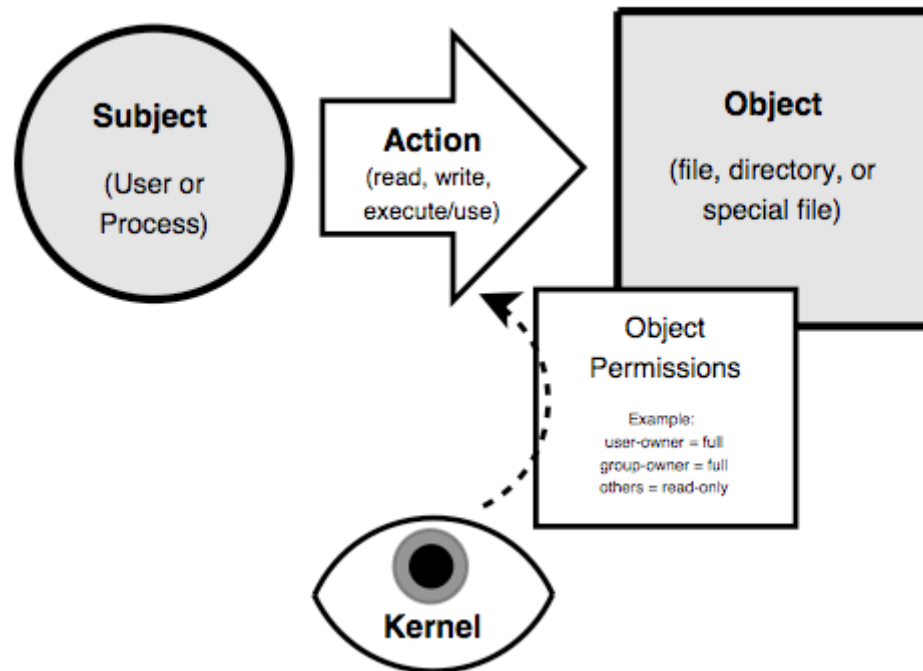 Subject
(User or
Process)
Action
(read, write,
execute/use)
Object
(file, directory, or
special file)
Object
Permissions
Example:
user-owner = full
group-owner = full
others = read-only
Kernel